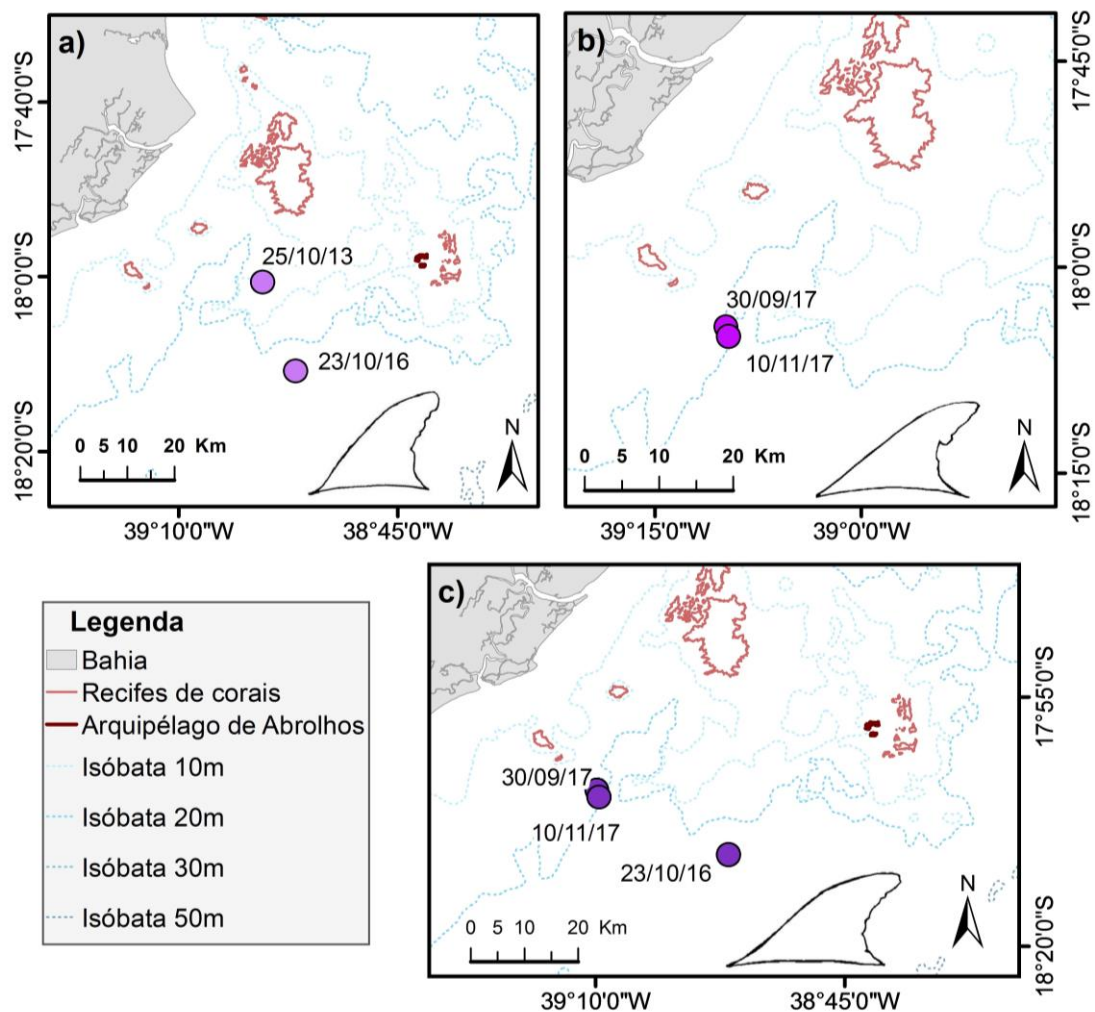 a)
17°40'0"S
18°0'0"S
18°20'0"S
25/10/13
23/10/16
0 5 10 20 Km
N
39°10'0"W
38°45'0"W
b)
17°45'0"S
18°0'0"S
18°15'0"S
30/09/17
10/11/17
0 5 10 20 Km
N
39°15'0"W
39°0'0"W
Legenda
Bahia
Recifes de corais
Arquipélago de Abrolhos
Isóbata 10m
Isóbata 20m
Isóbata 30m
Isóbata 50m
c)
17°55'0"S
18°20'0"S
30/09/17
10/11/17
23/10/16
0 5 10 20 Km
N
39°10'0"W
38°45'0"W